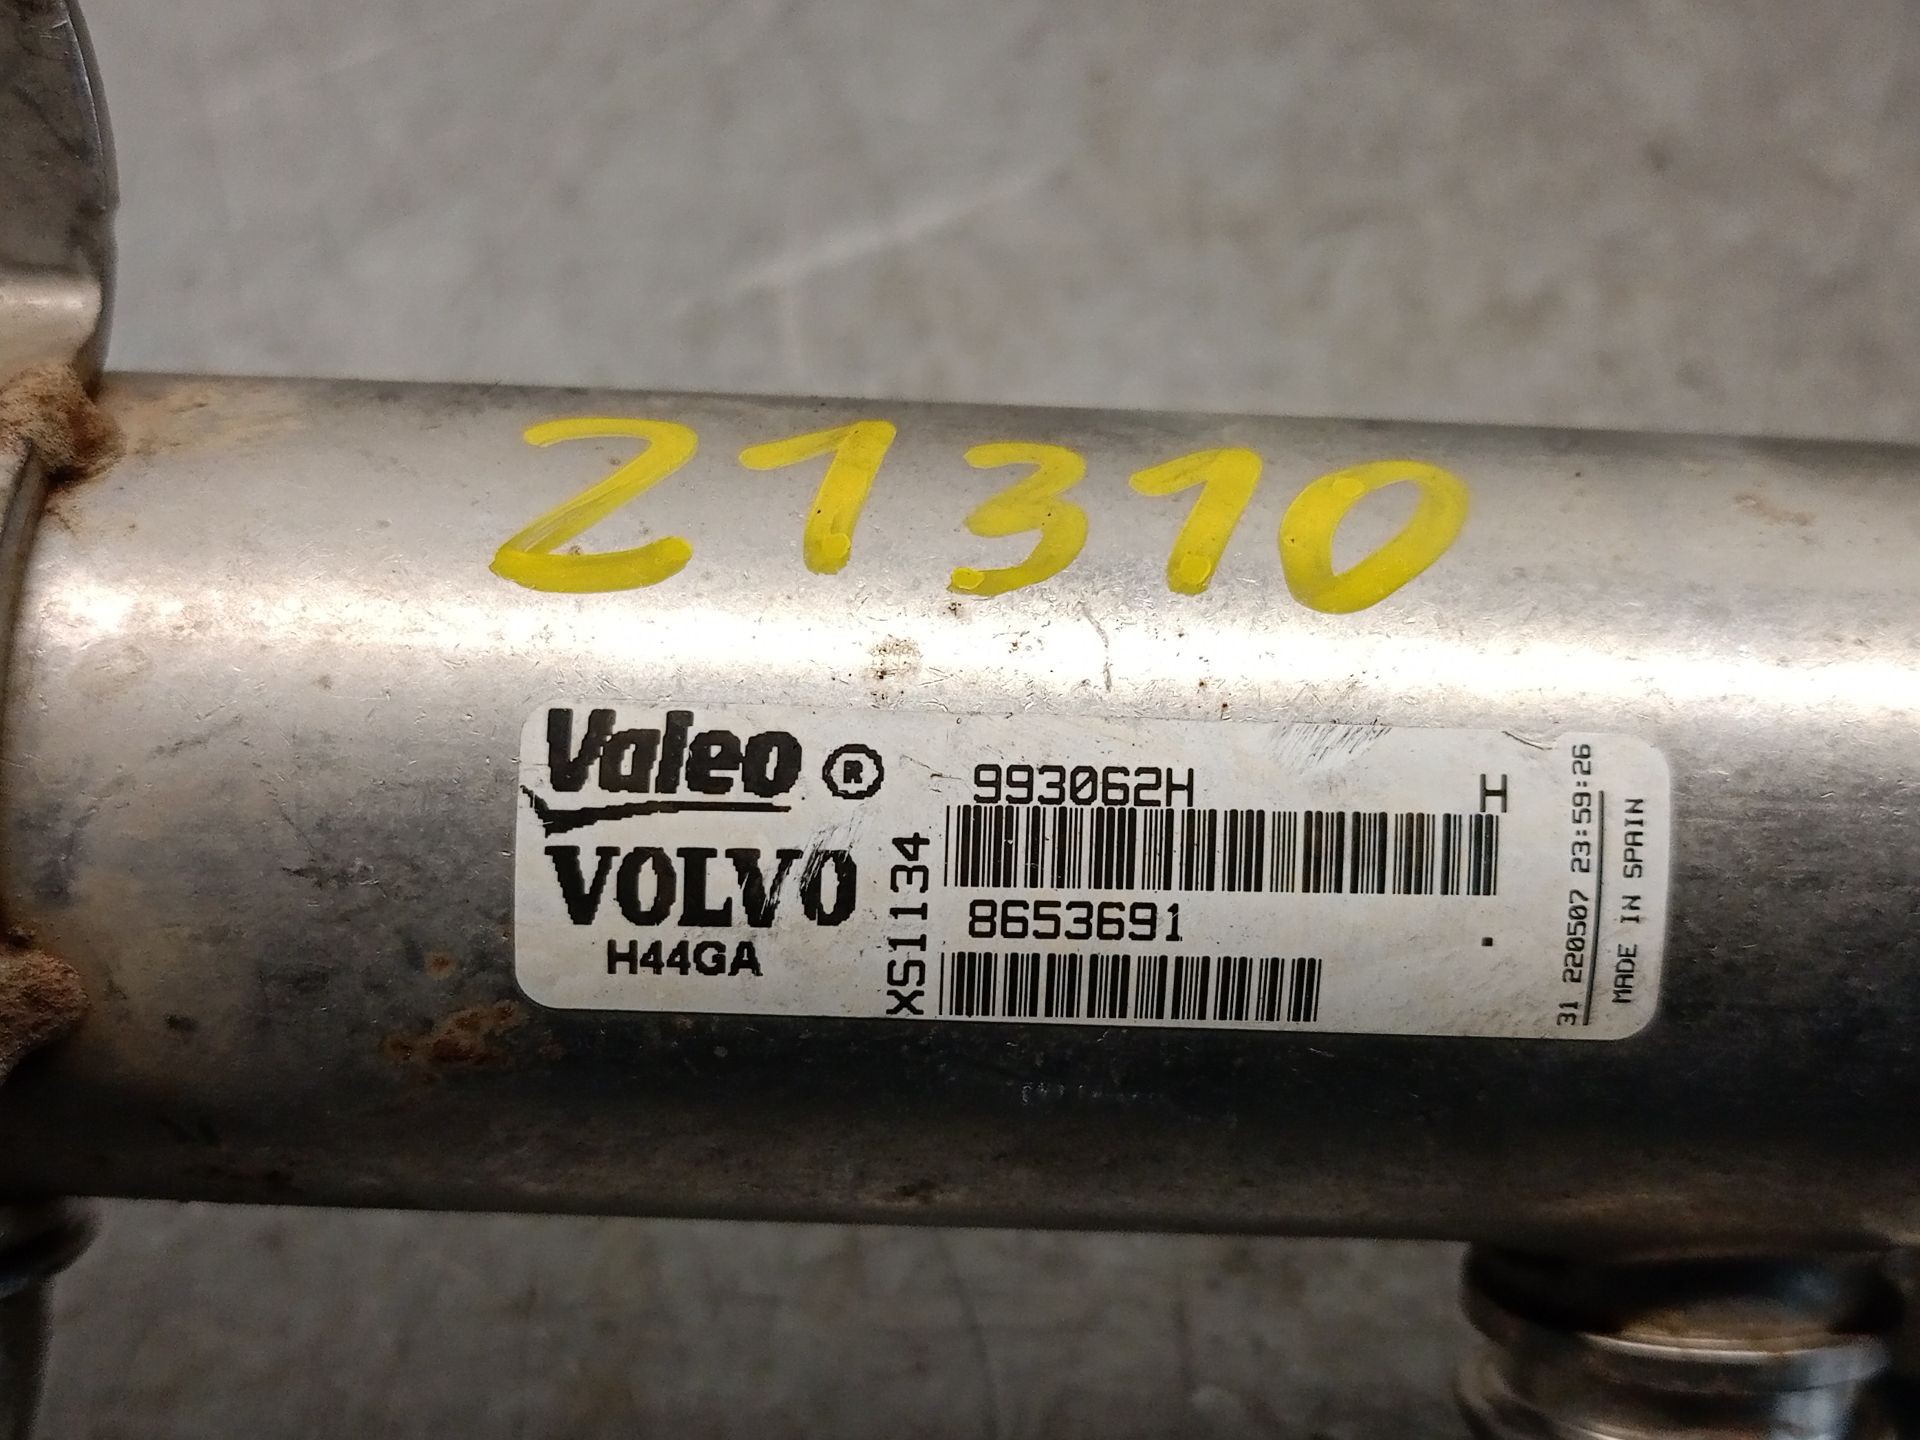 21310
Valeo ®
VOLVO
H44GA
XS1134
993062H H
8653691
31 220507 23:59:26
MADE IN SPAIN